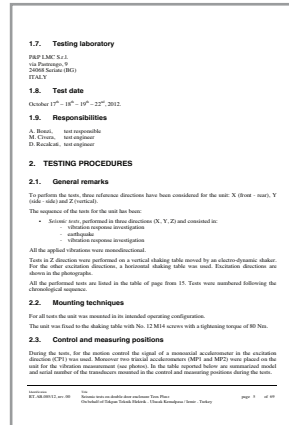 1.7. Testing laboratory
P&P LMC S.r.l.
via Pastrengo, 9
24068 Seriate (BG)
ITALY
1.8. Test date
October 17th – 18th – 19th – 22nd, 2012.
1.9. Responsibilities
A. Bonzi, test responsible
M. Civera, test engineer
D. Recalcati, test engineer
2. TESTING PROCEDURES
2.1. General remarks
To perform the tests, three reference directions have been considered for the unit: X (front - rear), Y
(side - side) and Z (vertical).
The sequence of the tests for the unit has been:
• Seismic tests, performed in three directions (X, Y, Z) and consisted in:
- vibration response investigation
- earthquake
- vibration response investigation
All the applied vibrations were monodirectional.
Tests in Z direction were performed on a vertical shaking table moved by an electro-dynamic shaker.
For the other excitation directions, a horizontal shaking table was used. Excitation directions are
shown in the photographs.
All the performed tests are listed in the table of page from 15. Tests were numbered following the
chronological sequence.
2.2. Mounting techniques
For all tests the unit was mounted in its intended operating configuration.
The unit was fixed to the shaking table with No. 12 M14 screws with a tightening torque of 80 Nm.
2.3. Control and measuring positions
During the tests, for the motion control the signal of a monoaxial accelerometer in the excitation
direction (CP1) was used. Moreover two triaxial accelerometers (MP1 and MP2) were placed on
the unit for the vibration measurement (see photos). In the table reported below are summarized model
and serial number of the transducers mounted in the control and measuring positions during the tests.
page 5 of 69